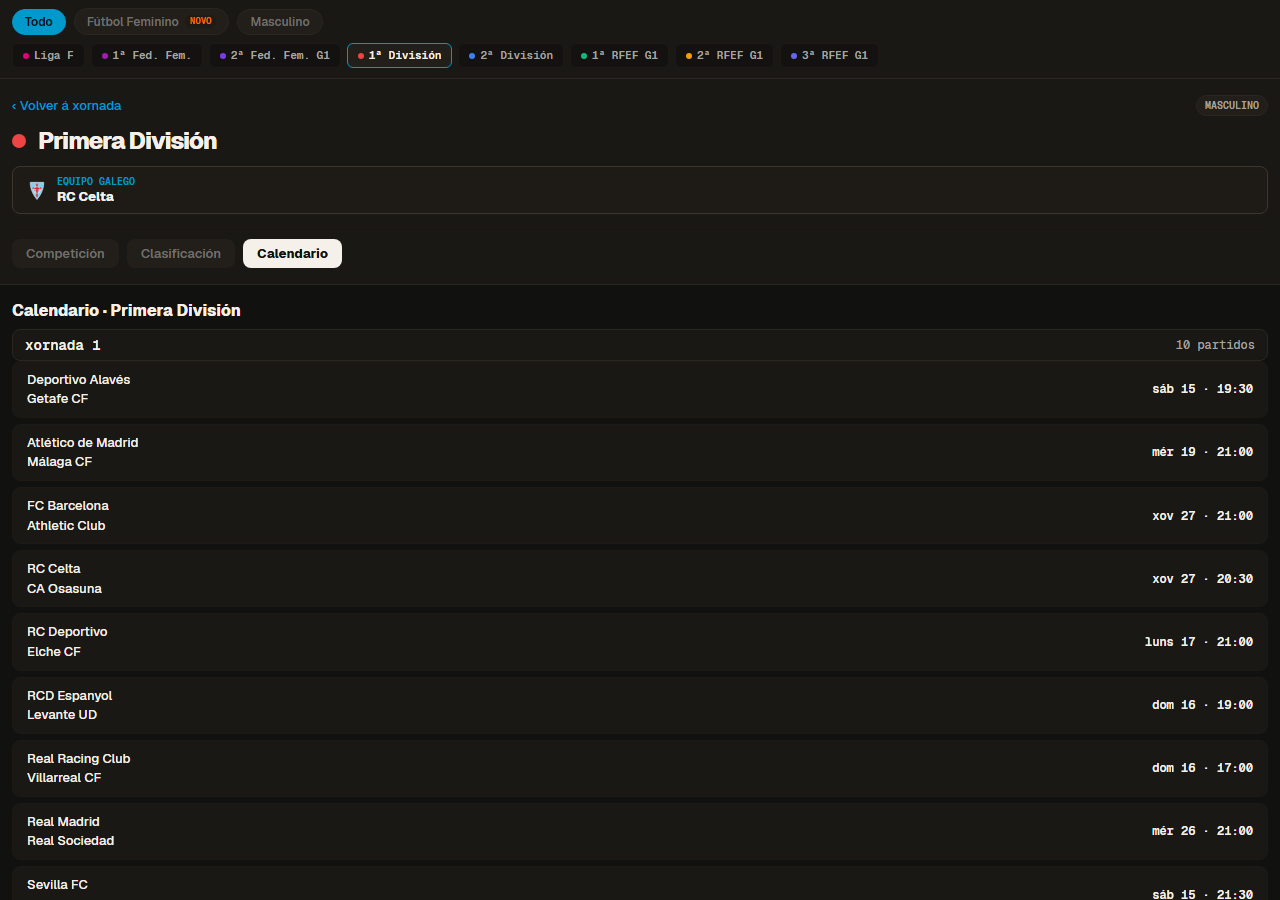 Todo Fútbol Feminino NOVO Masculino
Liga F 1ª Fed. Fem. 2ª Fed. Fem. G1 1ª División 2ª División 1ª RFEF G1 2ª RFEF G1 3ª RFEF G1
‹ Volver á xornada MASCULINO
Primera División
EQUIPO GALEGO
RC Celta
Competición Clasificación Calendario
Calendario · Primera División
xornada 1 10 partidos
Deportivo Alavés
Getafe CF
sáb 15 · 19:30
Atlético de Madrid
Málaga CF
mér 19 · 21:00
FC Barcelona
Athletic Club
xov 27 · 21:00
RC Celta
CA Osasuna
xov 27 · 20:30
RC Deportivo
Elche CF
luns 17 · 21:00
RCD Espanyol
Levante UD
dom 16 · 19:00
Real Racing Club
Villarreal CF
dom 16 · 17:00
Real Madrid
Real Sociedad
mér 26 · 21:00
Sevilla FC
sáb 15 · 21:30